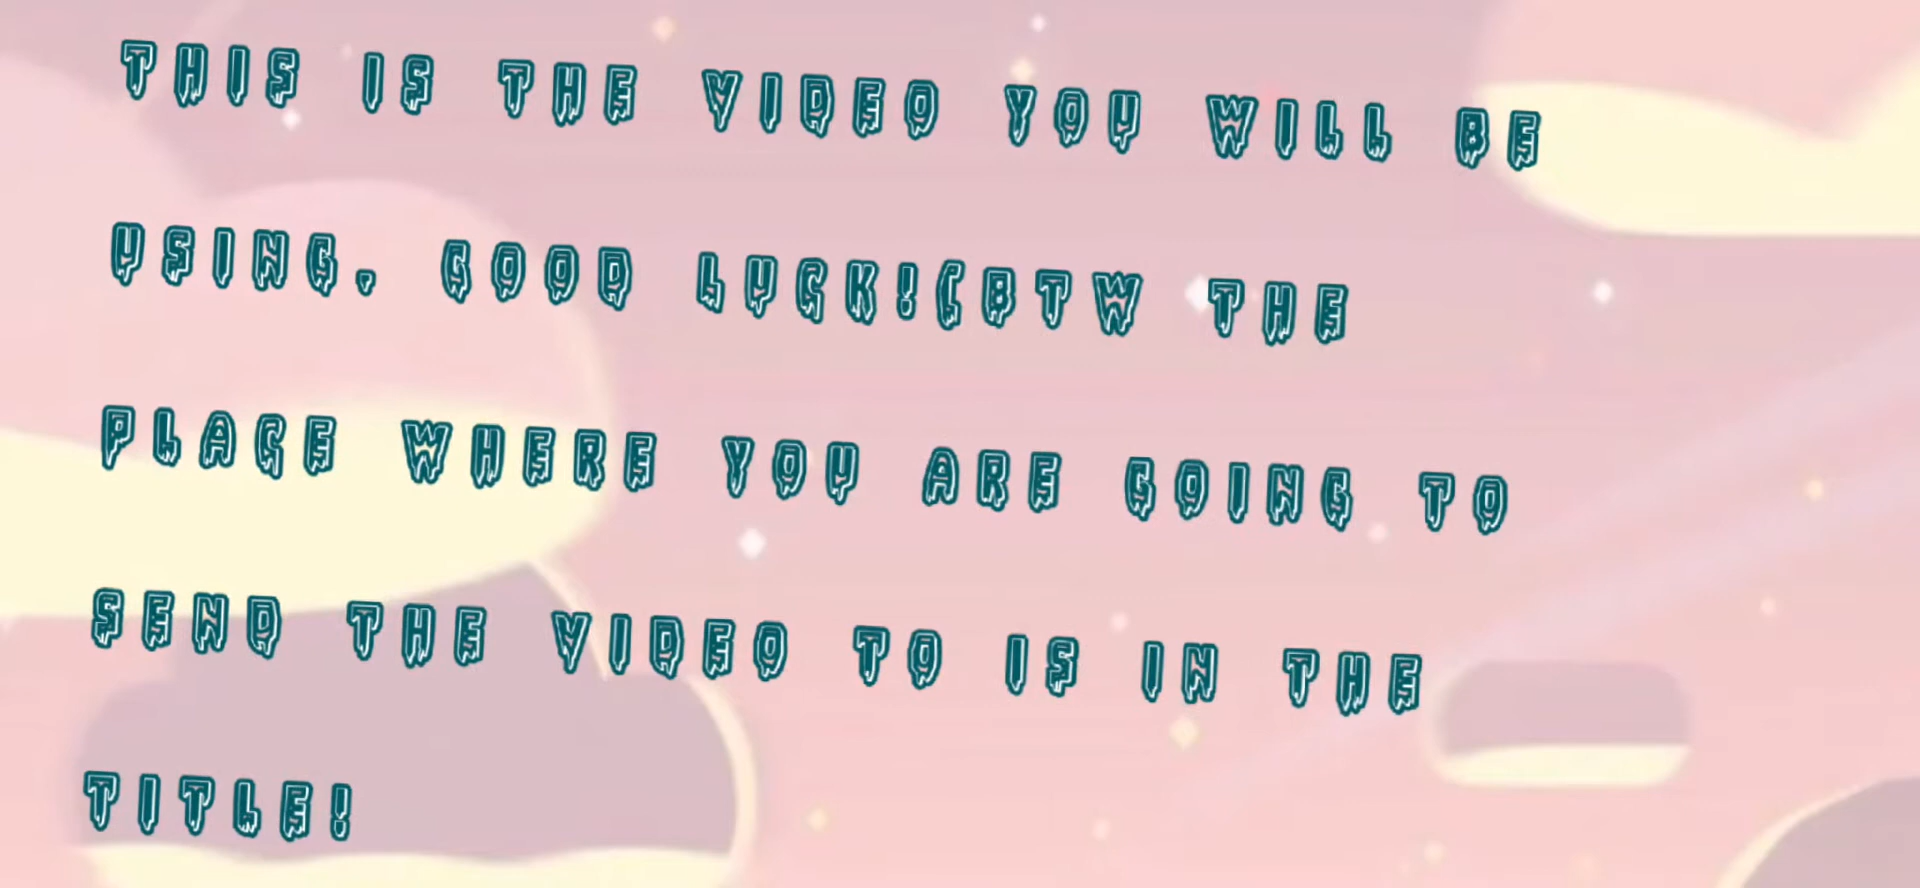 THIS IS THE VIDEO YOU WILL BE
USING, GOOD LUCK!(BTW THE
PLACE WHERE YOU ARE GOING TO
SEND THE VIDEO TO IS IN THE
TITLE!